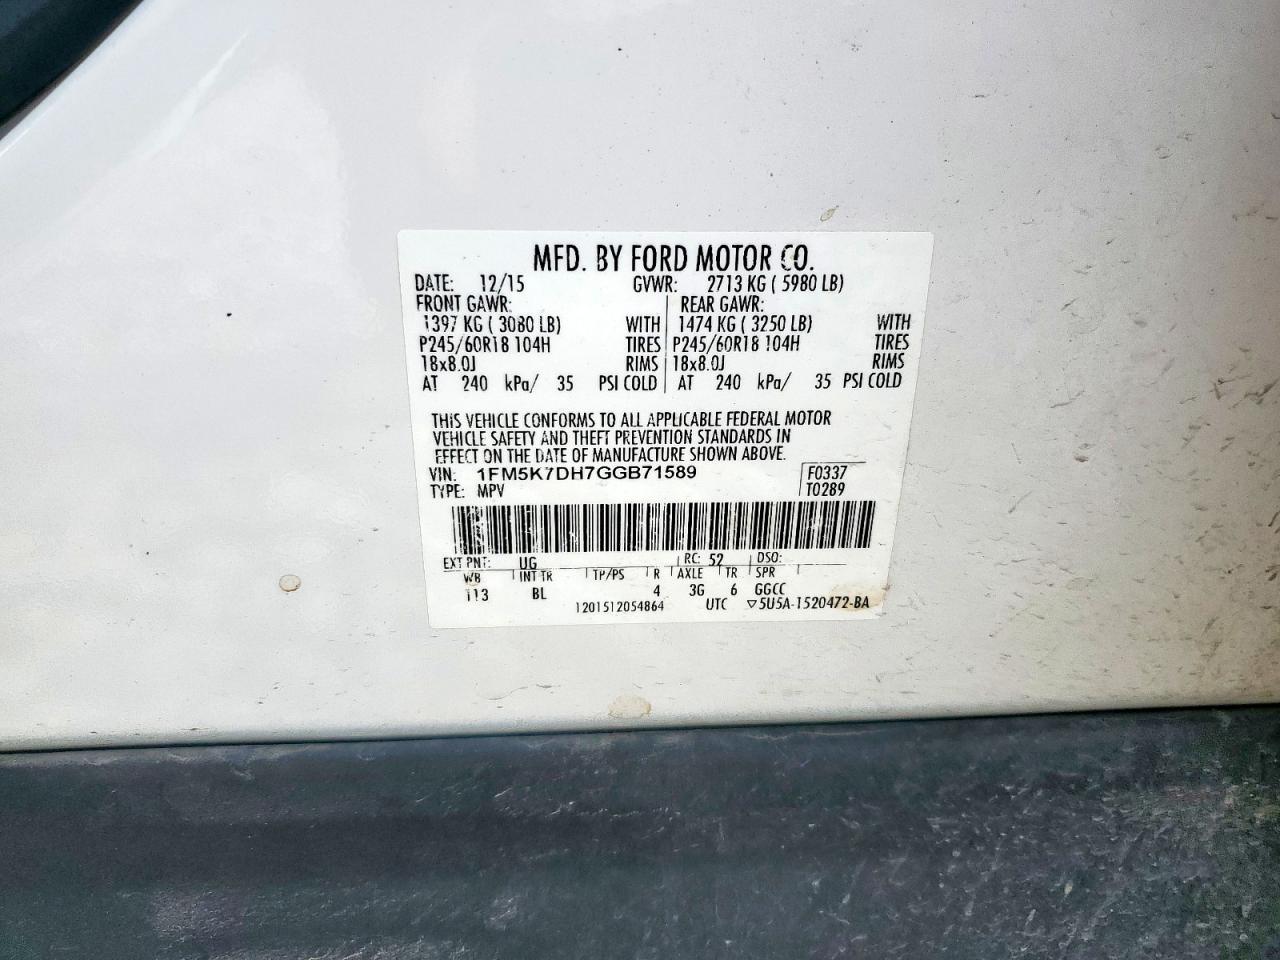 MFD. BY FORD MOTOR CO.
DATE: 12/15 GVWR: 2713 KG ( 5980 LB)
FRONT GAWR: REAR GAWR:
1397 KG ( 3080 LB) WITH 1474 KG ( 3250 LB) WITH
P245/60R18 104H TIRES P245/60R18 104H TIRES
18x8.0J RIMS 18x8.0J RIMS
AT 240 kPa/ 35 PSI COLD AT 240 kPa/ 35 PSI COLD
THIS VEHICLE CONFORMS TO ALL APPLICABLE FEDERAL MOTOR
VEHICLE SAFETY AND THEFT PREVENTION STANDARDS IN
EFFECT ON THE DATE OF MANUFACTURE SHOWN ABOVE.
VIN: 1FM5K7DH7GGB71589 F0337
TYPE: MPV T0289
EXT PNT: UG RC: 52 DSO:
WB INT TR TP/PS R AXLE TR SPR
113 BL 4 3G 6 GGCC
1201512054864 UTC ▽5U5A-1520472-BA